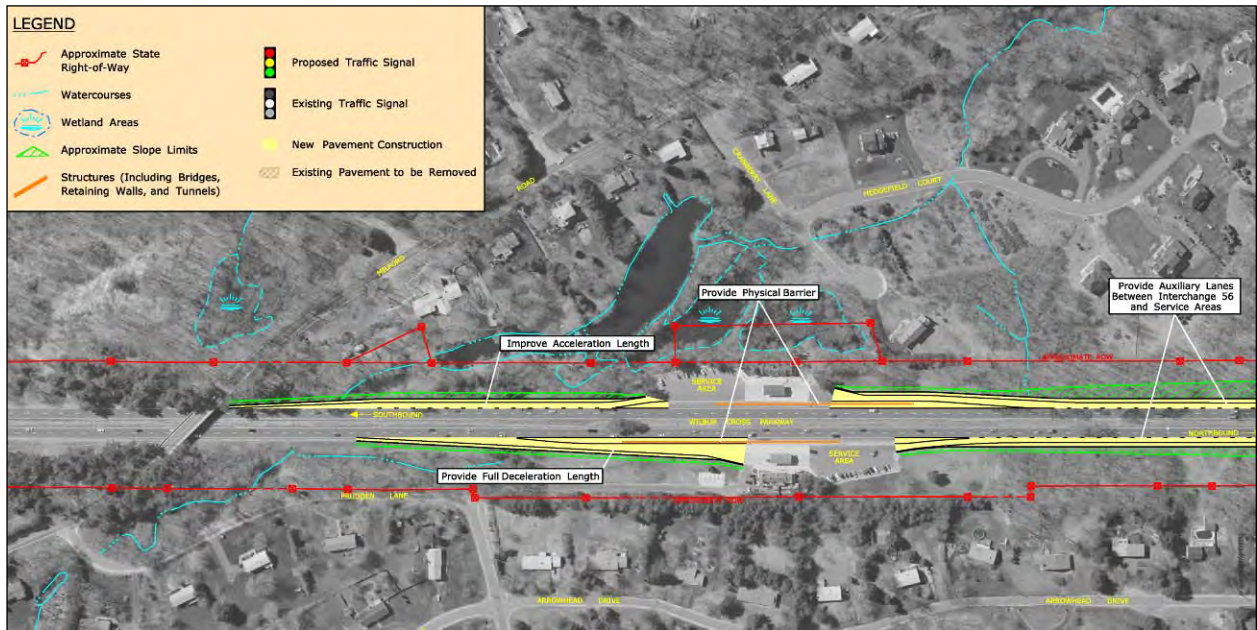 LEGEND
Approximate State
Right-of-Way
Watercourses
Wetland Areas
Approximate Slope Limits
Structures (Including Bridges,
Retaining Walls, and Tunnels)
Proposed Traffic Signal
Existing Traffic Signal
New Pavement Construction
Existing Pavement to be Removed
ROAD
MILFORD
CRANBERRY LANE
HEDGEFIELD COURT
Provide Physical Barrier
Provide Auxiliary Lanes
Between Interchange 56
and Service Areas
Improve Acceleration Length
APPROXIMATE ROW
SERVICE
AREA
SOUTHBOUND
WILBUR CROSS PARKWAY
NORTHBOUND
SERVICE
AREA
Provide Full Deceleration Length
PRUDDEN LANE
APPROXIMATE ROW
ARROWHEAD DRIVE
ARROWHEAD DRIVE